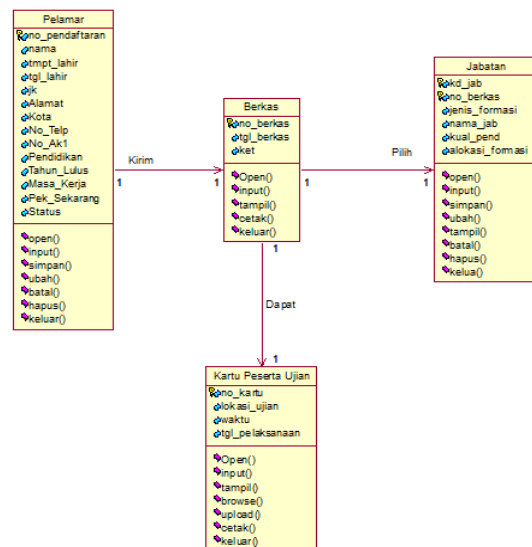 Pelamar
no_pendaftaran
nama
tmpt_lahir
tgl_lahir
jk
Alamat
Kota
No_Telp
No_Ak1
Pendidikan
Tahun_Lulus
Masa_Kerja
Pek_Sekarang
Status
open()
input()
simpan()
ubah()
batal()
hapus()
keluar()
Kirim
1
1
Berkas
no_berkas
tgl_berkas
ket
Open()
input()
tampil()
cetak()
keluar()
Pilih
1
1
Jabatan
kd_jab
no_berkas
jenis_formasi
nama_jab
kual_pend
alokasi_formasi
open()
input()
simpan()
ubah()
tampil()
batal()
hapus()
kelua()
1
Dapat
1
Kartu Peserta Ujian
no_kartu
lokasi_ujian
waktu
tgl_pelaksanaan
Open()
input()
tampil()
browse()
upload()
cetak()
keluar()